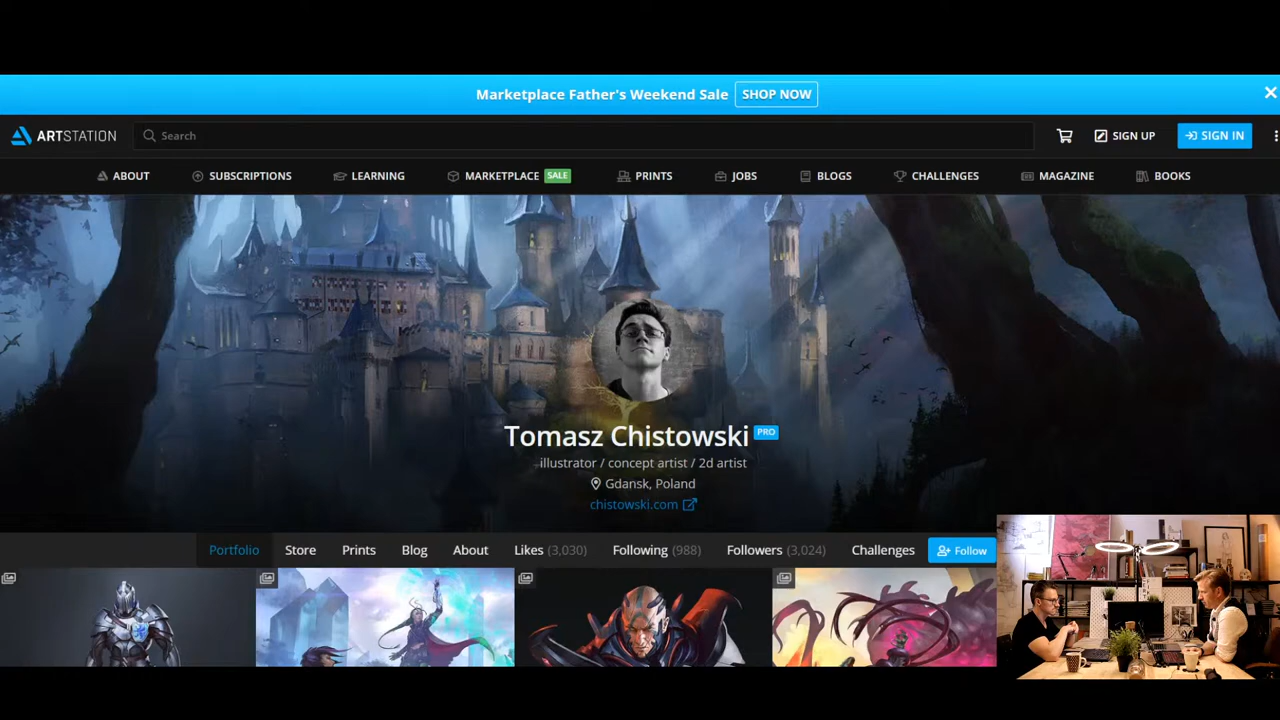 Marketplace Father's Weekend Sale SHOP NOW
ARTSTATION Search SIGN UP SIGN IN
ABOUT SUBSCRIPTIONS LEARNING MARKETPLACE SALE PRINTS JOBS BLOGS CHALLENGES MAGAZINE BOOKS
Tomasz Chistowski PRO
illustrator / concept artist / 2d artist
Gdansk, Poland
chistowski.com
Portfolio Store Prints Blog About Likes (3,030) Following (988) Followers (3,024) Challenges Follow